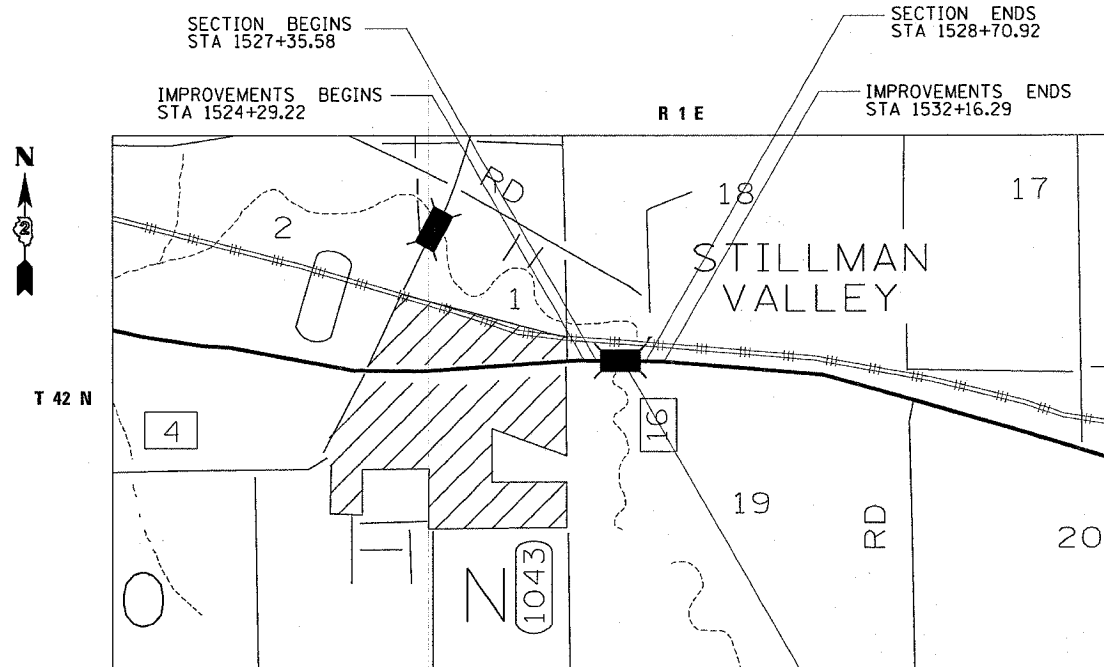 SECTION BEGINS
STA 1527+35.58
SECTION ENDS
STA 1528+70.92
IMPROVEMENTS BEGINS
STA 1524+29.22
IMPROVEMENTS ENDS
STA 1532+16.29
R 1 E
N
2
RD
18
17
2
STILLMAN
VALLEY
1
T 42 N
4
16
19
RD
20
N
1043